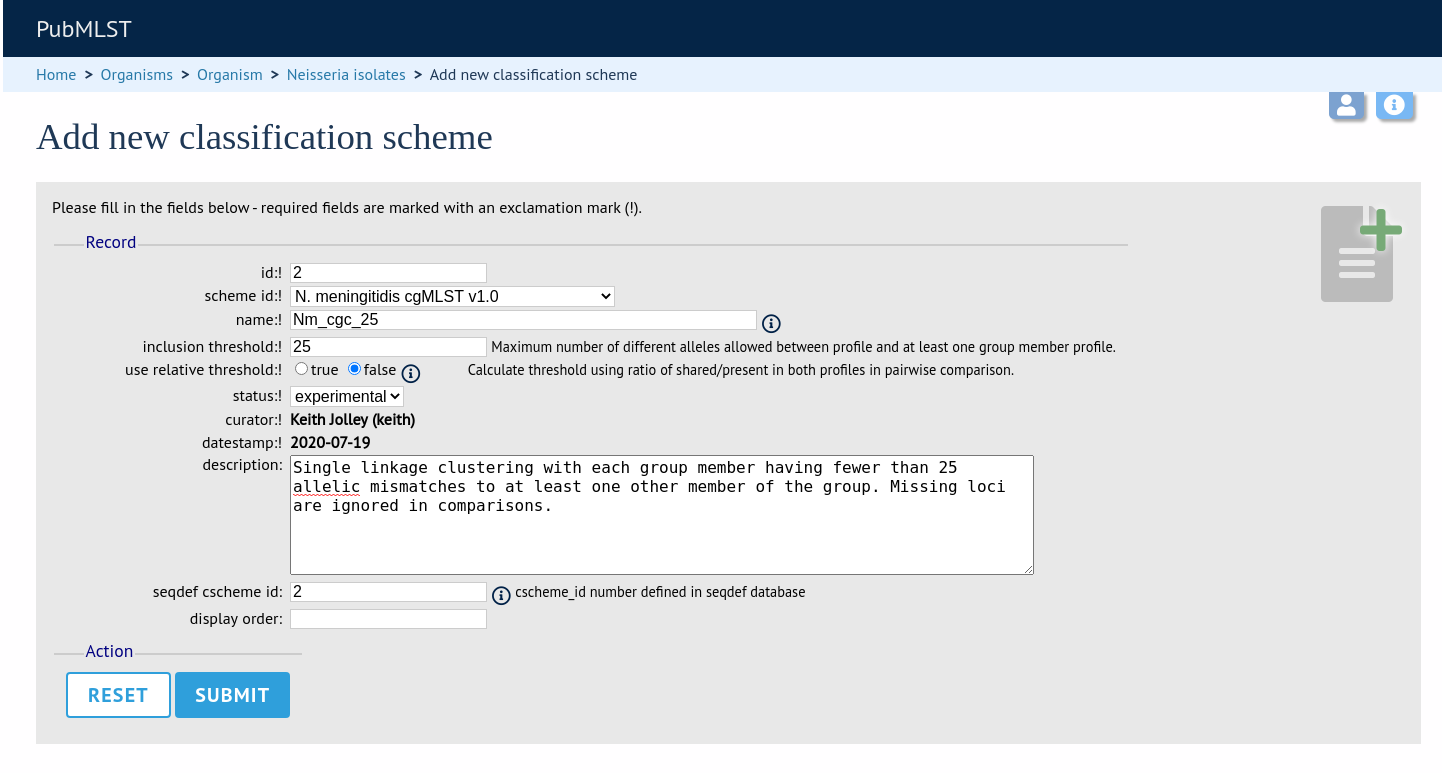 PubMLST
Home > Organisms > Organism > Neisseria isolates > Add new classification scheme
Add new classification scheme
Please fill in the fields below - required fields are marked with an exclamation mark (!).
Record
id:! 2
scheme id:! N. meningitidis cgMLST v1.0
name:! Nm_cgc_25
inclusion threshold:! 25 Maximum number of different alleles allowed between profile and at least one group member profile.
use relative threshold:! true false Calculate threshold using ratio of shared/present in both profiles in pairwise comparison.
status:! experimental
curator:! Keith Jolley (keith)
datestamp:! 2020-07-19
description: Single linkage clustering with each group member having fewer than 25
allelic mismatches to at least one other member of the group. Missing loci
are ignored in comparisons.
seqdef cscheme id: 2 cscheme_id number defined in seqdef database
display order:
Action
RESET SUBMIT